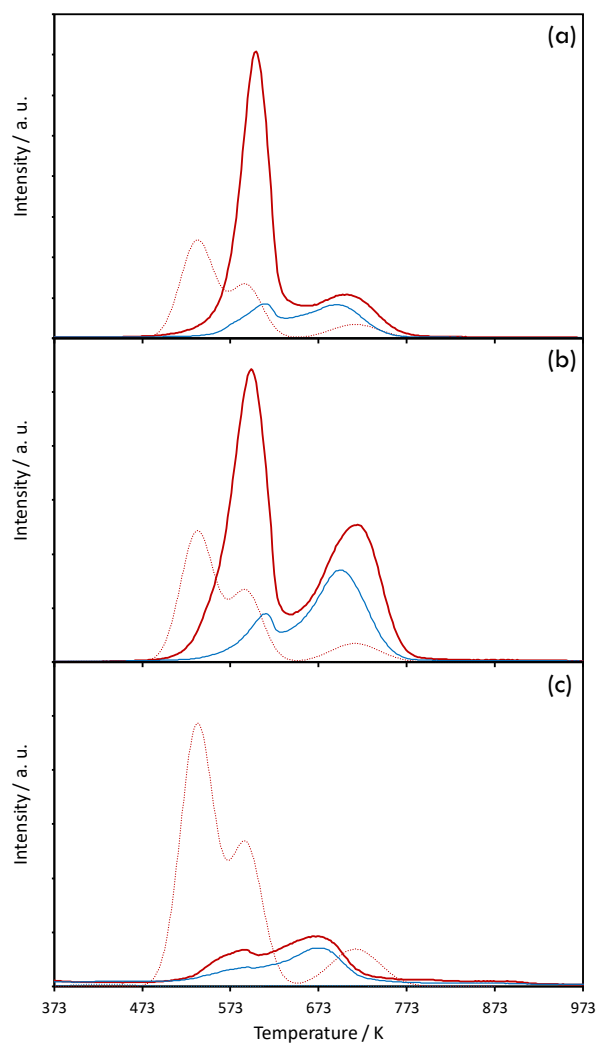 (a)
Intensity / a. u.
(b)
Intensity / a. u.
(c)
Intensity / a. u.
373 473 573 673 773 873 973
Temperature / K